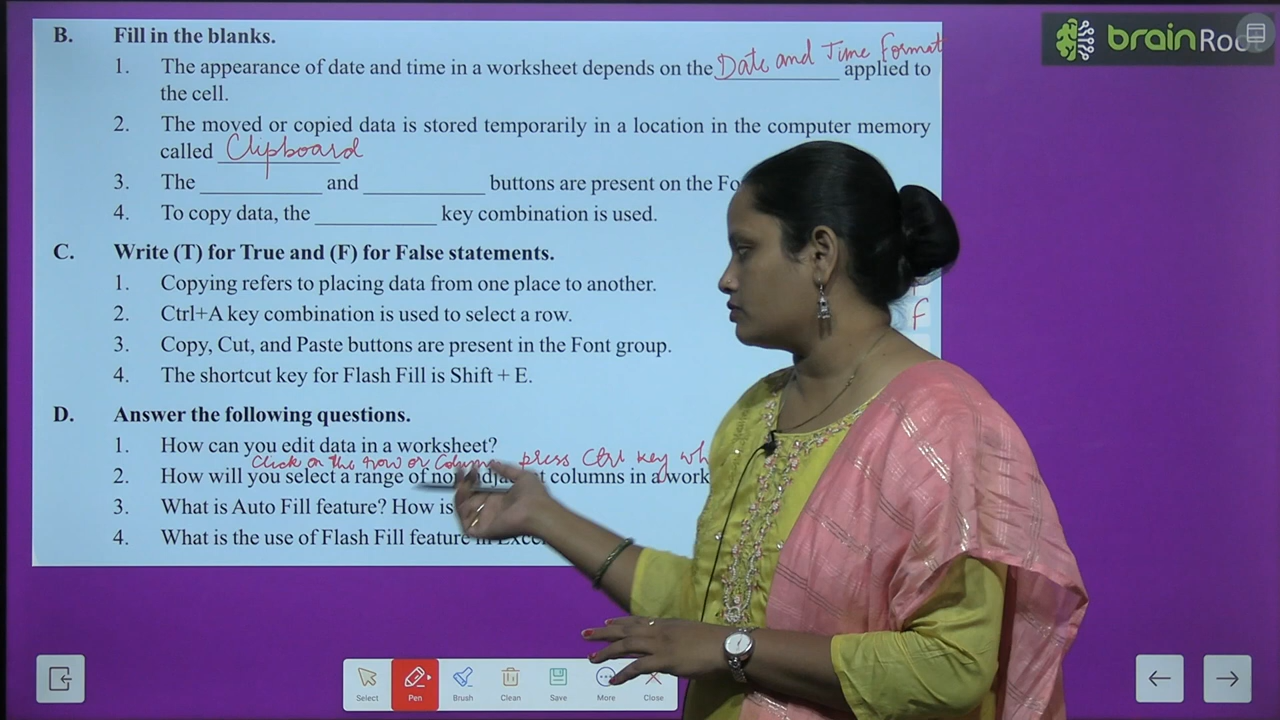 B. Fill in the blanks.
1. The appearance of date and time in a worksheet depends on the Date and Time Format applied to
the cell.
2. The moved or copied data is stored temporarily in a location in the computer memory
called Clipboard
3. The ____________ and ____________ buttons are present on the Fo
4. To copy data, the ____________ key combination is used.
C. Write (T) for True and (F) for False statements.
1. Copying refers to placing data from one place to another.
2. Ctrl+A key combination is used to select a row. F
3. Copy, Cut, and Paste buttons are present in the Font group.
4. The shortcut key for Flash Fill is Shift + E.
D. Answer the following questions.
1. How can you edit data in a worksheet?
Click on the row or press Ctrl key wh
2. How will you select a range of columns in a work
3. What is Auto Fill feature? How is
4. What is the use of Flash Fill feature in
brainRoot
Select Pen Brush Clean Save More Close